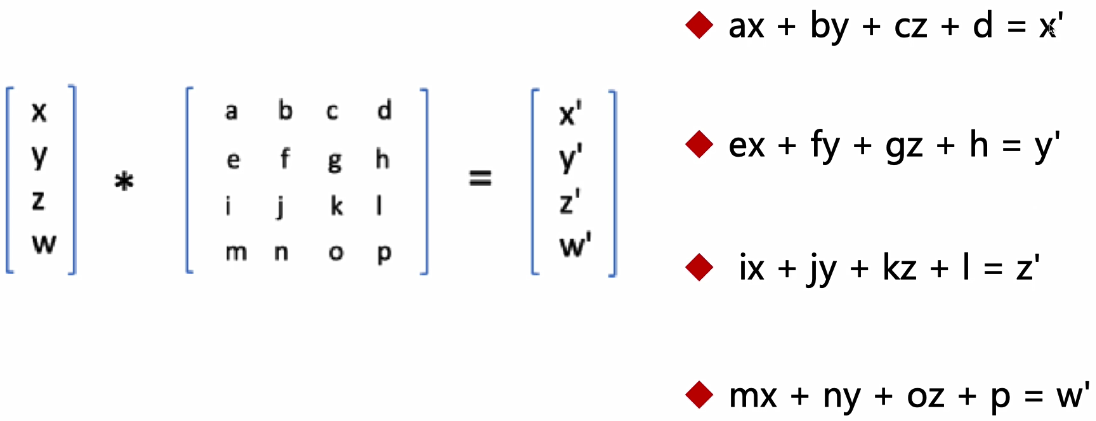 x
y
z
w
*
a b c d
e f g h
i j k l
m n o p
=
x'
y'
z'
w'
ax + by + cz + d = x'
ex + fy + gz + h = y'
ix + jy + kz + l = z'
mx + ny + oz + p = w'